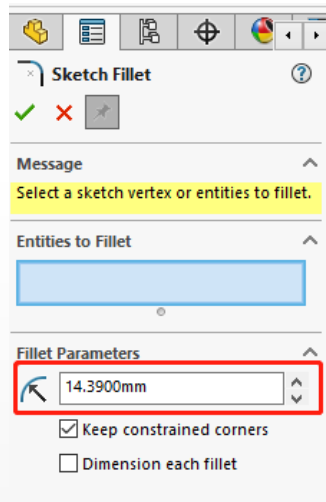 Sketch Fillet
Message
Select a sketch vertex or entities to fillet.
Entities to Fillet
Fillet Parameters
14.3900mm
Keep constrained corners
Dimension each fillet